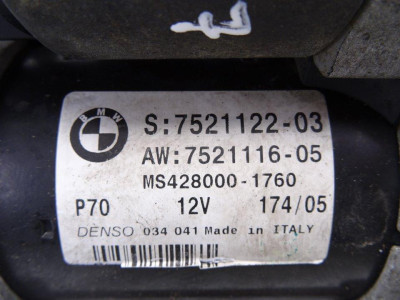 BMW
S:7521122-03
AW:7521116-05
MS428000-1760
P70 12V 174/05
DENSO 034 041 Made in ITALY